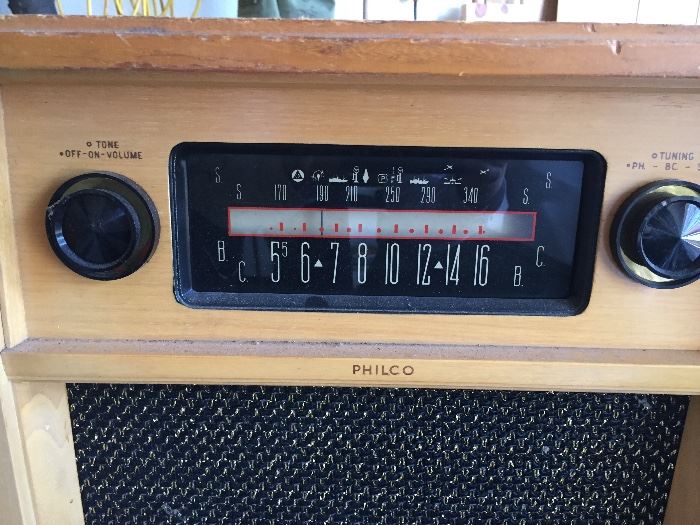 TONE
OFF-ON-VOLUME
TUNING
PH. - BC. -
S. S.
S. 170 190 210 250 290 340 S.
B. C.
C. 5⁵ 6 7 8 10 12 14 16 B.
PHILCO